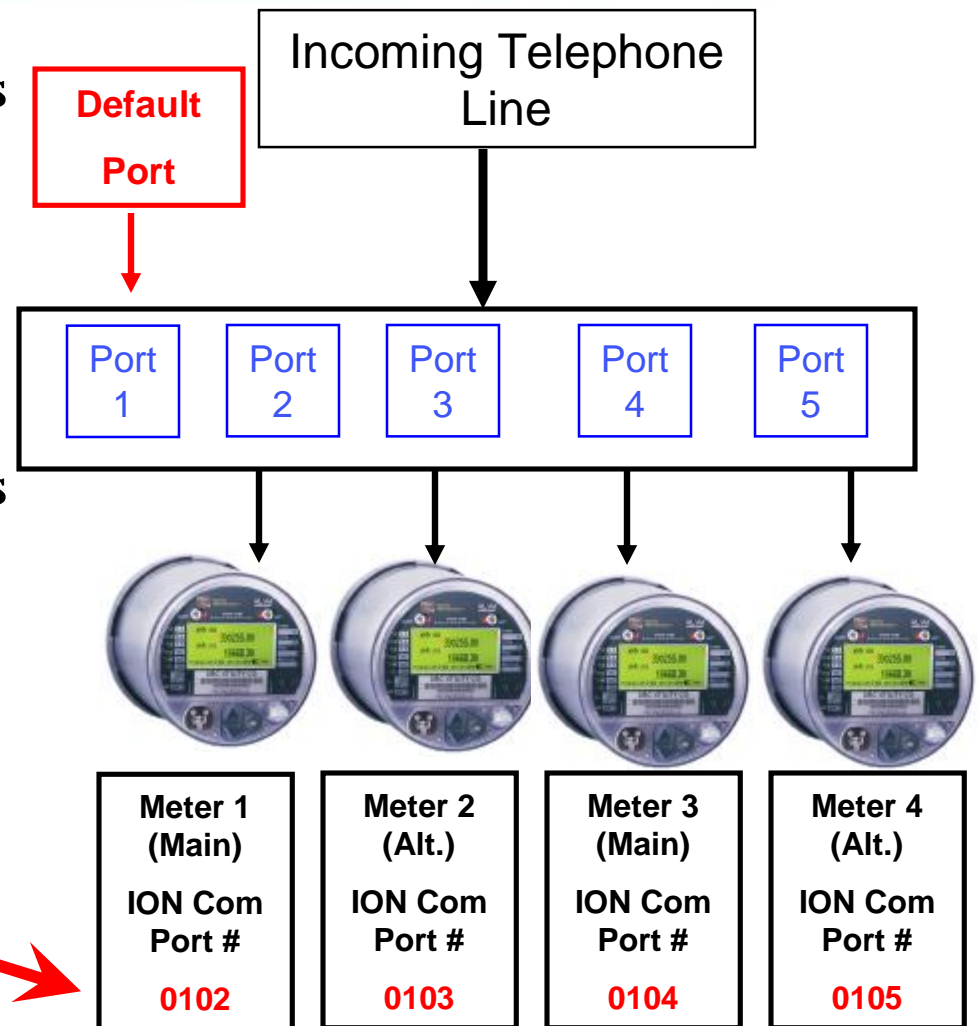 Incoming Telephone
Line
Default
Port
s
Port
1
Port
2
Port
3
Port
4
Port
5
s
Meter 1
(Main)
ION Com
Port #
0102
Meter 2
(Alt.)
ION Com
Port #
0103
Meter 3
(Main)
ION Com
Port #
0104
Meter 4
(Alt.)
ION Com
Port #
0105